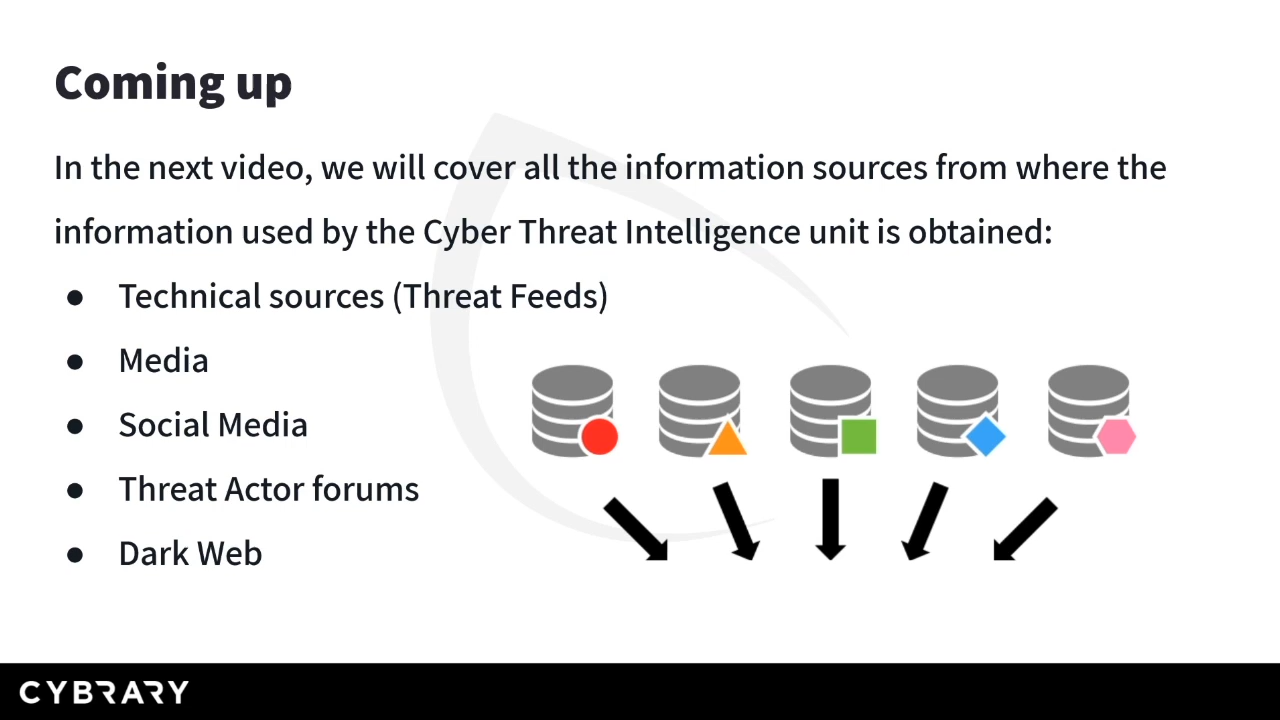 Coming up
In the next video, we will cover all the information sources from where the
information used by the Cyber Threat Intelligence unit is obtained:
● Technical sources (Threat Feeds)
● Media
● Social Media
● Threat Actor forums
● Dark Web
CYBRARY